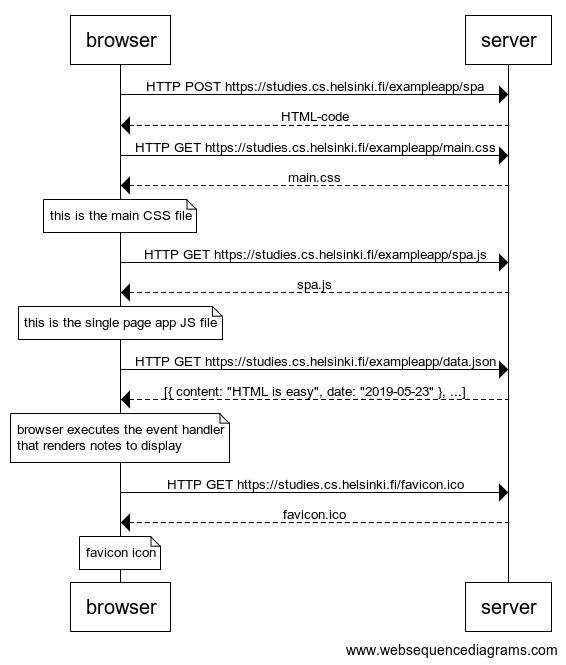 browser
server
HTTP POST https://studies.cs.helsinki.fi/exampleapp/spa
HTML-code
HTTP GET https://studies.cs.helsinki.fi/exampleapp/main.css
main.css
this is the main CSS file
HTTP GET https://studies.cs.helsinki.fi/exampleapp/spa.js
spa.js
this is the single page app JS file
HTTP GET https://studies.cs.helsinki.fi/exampleapp/data.json
[{ content: "HTML is easy", date: "2019-05-23" }, ...]
browser executes the event handler
that renders notes to display
HTTP GET https://studies.cs.helsinki.fi/favicon.ico
favicon.ico
favicon icon
browser
server
www.websequencediagrams.com